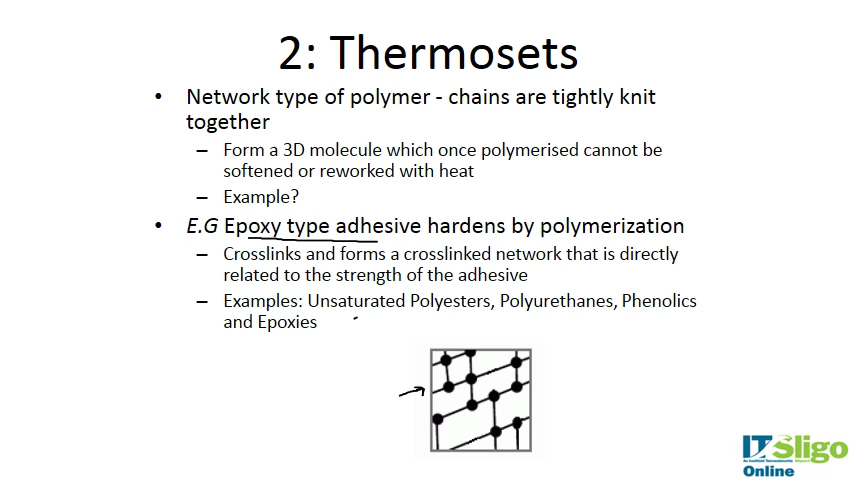 2: Thermosets
• Network type of polymer - chains are tightly knit
together
– Form a 3D molecule which once polymerised cannot be
softened or reworked with heat
– Example?
• E.G Epoxy type adhesive hardens by polymerization
– Crosslinks and forms a crosslinked network that is directly
related to the strength of the adhesive
– Examples: Unsaturated Polyesters, Polyurethanes, Phenolics
and Epoxies
ITSligo
Online